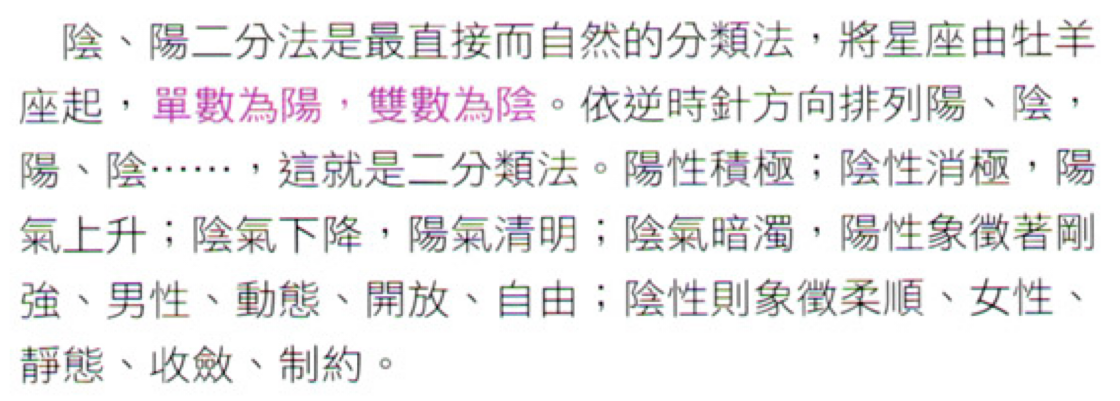 陰、陽二分法是最直接而自然的分類法，將星座由牡羊
座起，單數為陽，雙數為陰。依逆時針方向排列陽、陰，
陽、陰……，這就是二分類法。陽性積極；陰性消極，陽
氣上升；陰氣下降，陽氣清明；陰氣暗濁，陽性象徵著剛
強、男性、動態、開放、自由；陰性則象徵柔順、女性、
靜態、收斂、制約。